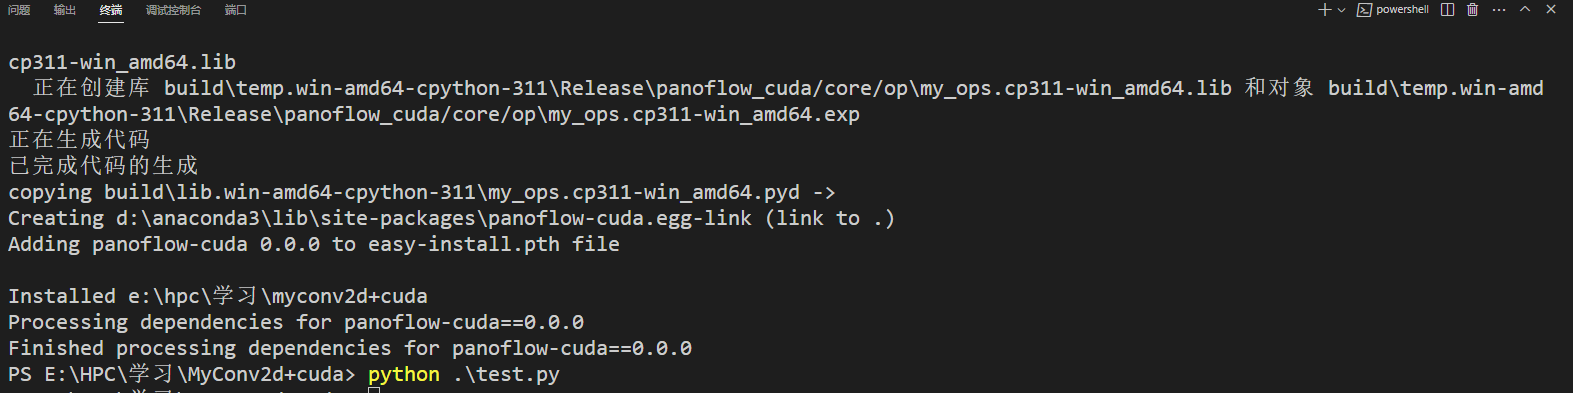 问题 输出 终端 调试控制台 端口 powershell
cp311-win_amd64.lib
正在创建库 build\temp.win-amd64-cpython-311\Release\panoflow_cuda/core/op\my_ops.cp311-win_amd64.lib 和对象 build\temp.win-amd
64-cpython-311\Release\panoflow_cuda/core/op\my_ops.cp311-win_amd64.exp
正在生成代码
已完成代码的生成
copying build\lib.win-amd64-cpython-311\my_ops.cp311-win_amd64.pyd ->
Creating d:\anaconda3\lib\site-packages\panoflow-cuda.egg-link (link to .)
Adding panoflow-cuda 0.0.0 to easy-install.pth file
Installed e:\hpc\学习\myconv2d+cuda
Processing dependencies for panoflow-cuda==0.0.0
Finished processing dependencies for panoflow-cuda==0.0.0
PS E:\HPC\学习\MyConv2d+cuda> python .\test.py